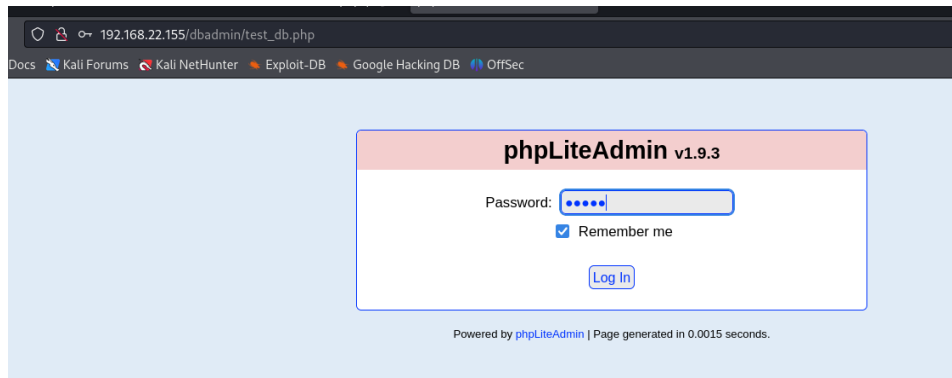 192.168.22.155/dbadmin/test_db.php
Docs Kali Forums Kali NetHunter Exploit-DB Google Hacking DB OffSec
phpLiteAdmin v1.9.3
Password: •••••
Remember me
Log In
Powered by phpLiteAdmin | Page generated in 0.0015 seconds.